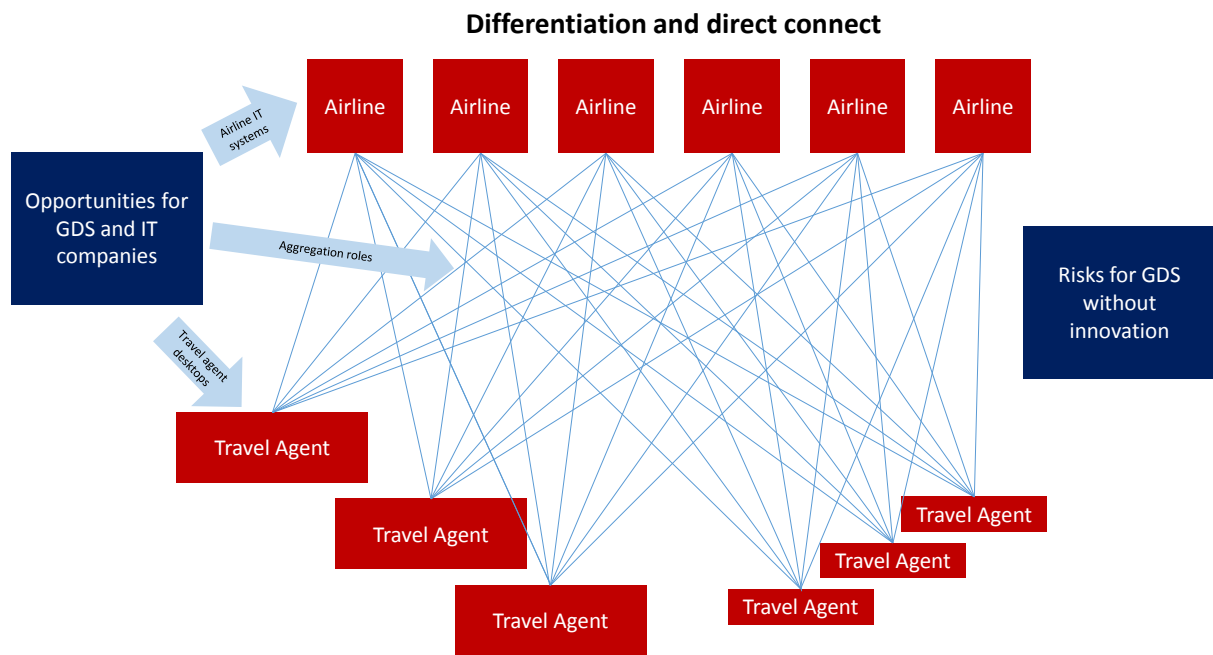 Differentiation and direct connect
Airline
Airline
Airline
Airline
Airline
Airline
Airline IT
systems
Opportunities for
GDS and IT
companies
Aggregation roles
Risks for GDS
without
innovation
Travel agent
desktops
Travel Agent
Travel Agent
Travel Agent
Travel Agent
Travel Agent
Travel Agent